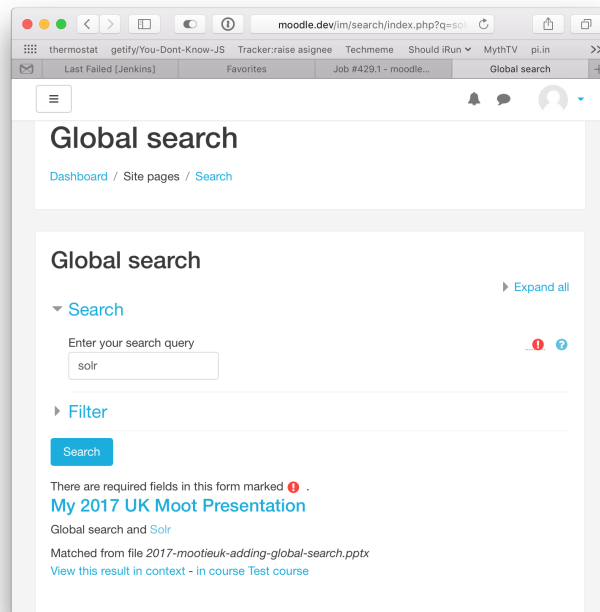 moodle.dev/im/search/index.php?q=sol
thermostat getify/You-Dont-Know-JS Tracker:raise asignee Techmeme Should iRun MythTV pi.in
Last Failed [Jenkins] Favorites Job #429.1 - moodle... Global search
Global search
Dashboard / Site pages / Search
Global search
Expand all
Search
Enter your search query
solr
Filter
Search
There are required fields in this form marked .
My 2017 UK Moot Presentation
Global search and Solr
Matched from file 2017-mootieuk-adding-global-search.pptx
View this result in context - in course Test course